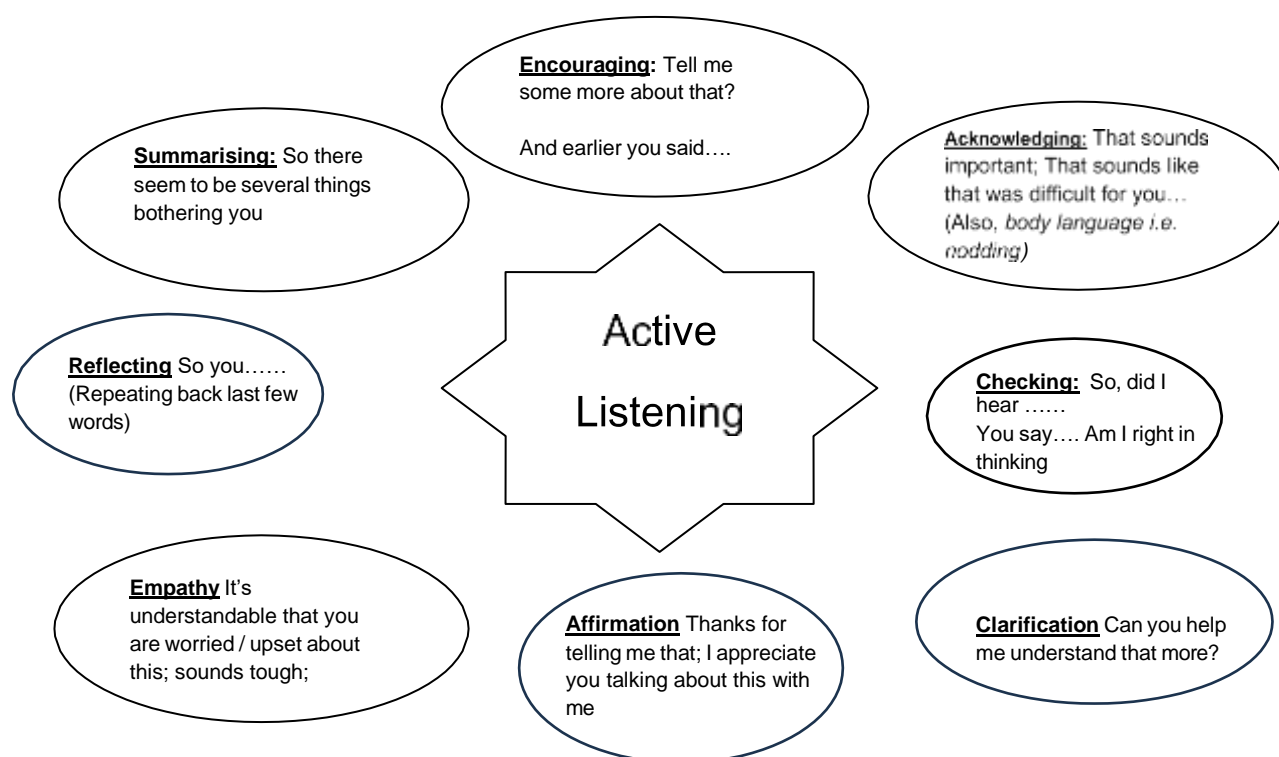 Encouraging: Tell me
some more about that?
And earlier you said….
Summarising: So there
seem to be several things
bothering you
Acknowledging: That sounds
important; That sounds like
that was difficult for you…
(Also, body language i.e.
nodding)
Active
Listening
Reflecting So you……
(Repeating back last few
words)
Checking:  So, did I
hear ……
You say…. Am I right in
thinking
Empathy It’s
understandable that you
are worried / upset about
this; sounds tough;
Affirmation Thanks for
telling me that; I appreciate
you talking about this with
me
Clarification Can you help
me understand that more?